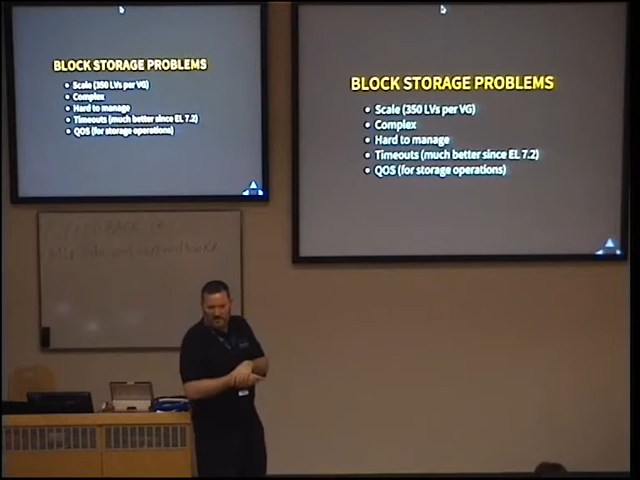 BLOCK STORAGE PROBLEMS
• Scale (350 LVs per VG)
• Complex
• Hard to manage
• Timeouts (much better since EL 7.2)
• QOS (for storage operations)
BLOCK STORAGE PROBLEMS
• Scale (350 LVs per VG)
• Complex
• Hard to manage
• Timeouts (much better since EL 7.2)
• QOS (for storage operations)